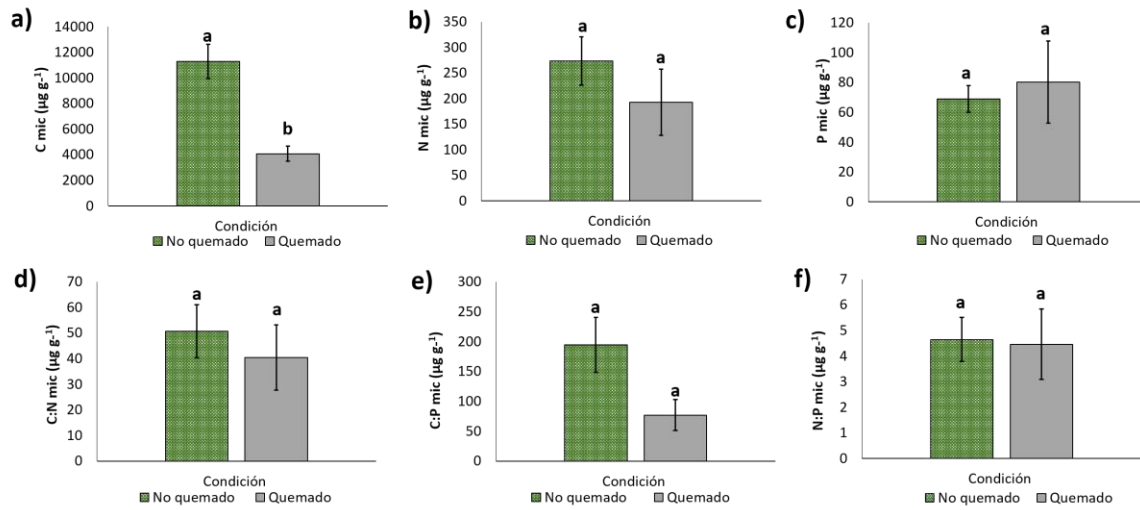 a)
C mic (µg g-1)
14000
12000
10000
8000
6000
4000
2000
0
a
b
Condición
No quemado Quemado
b)
N mic (µg g-1)
350
300
250
200
150
100
50
0
a
a
Condición
No quemado Quemado
c)
P mic (µg g-1)
120
100
80
60
40
20
0
a
a
Condición
No quemado Quemado
d)
C:N mic (µg g-1)
70
60
50
40
30
20
10
0
a
a
Condición
No quemado Quemado
e)
C:P mic (µg g-1)
300
250
200
150
100
50
0
a
a
Condición
No quemado Quemado
f)
N:P mic (µg g-1)
7
6
5
4
3
2
1
0
a
a
Condición
No quemado Quemado